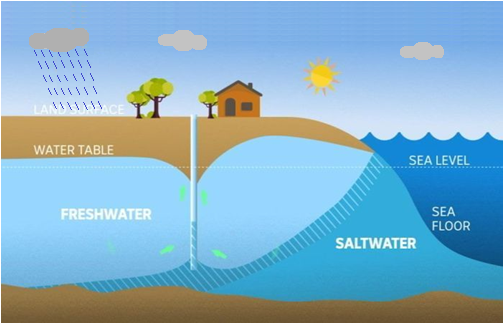 LAND SURFACE
WATER TABLE
SEA LEVEL
FRESHWATER
SEA
FLOOR
SALTWATER